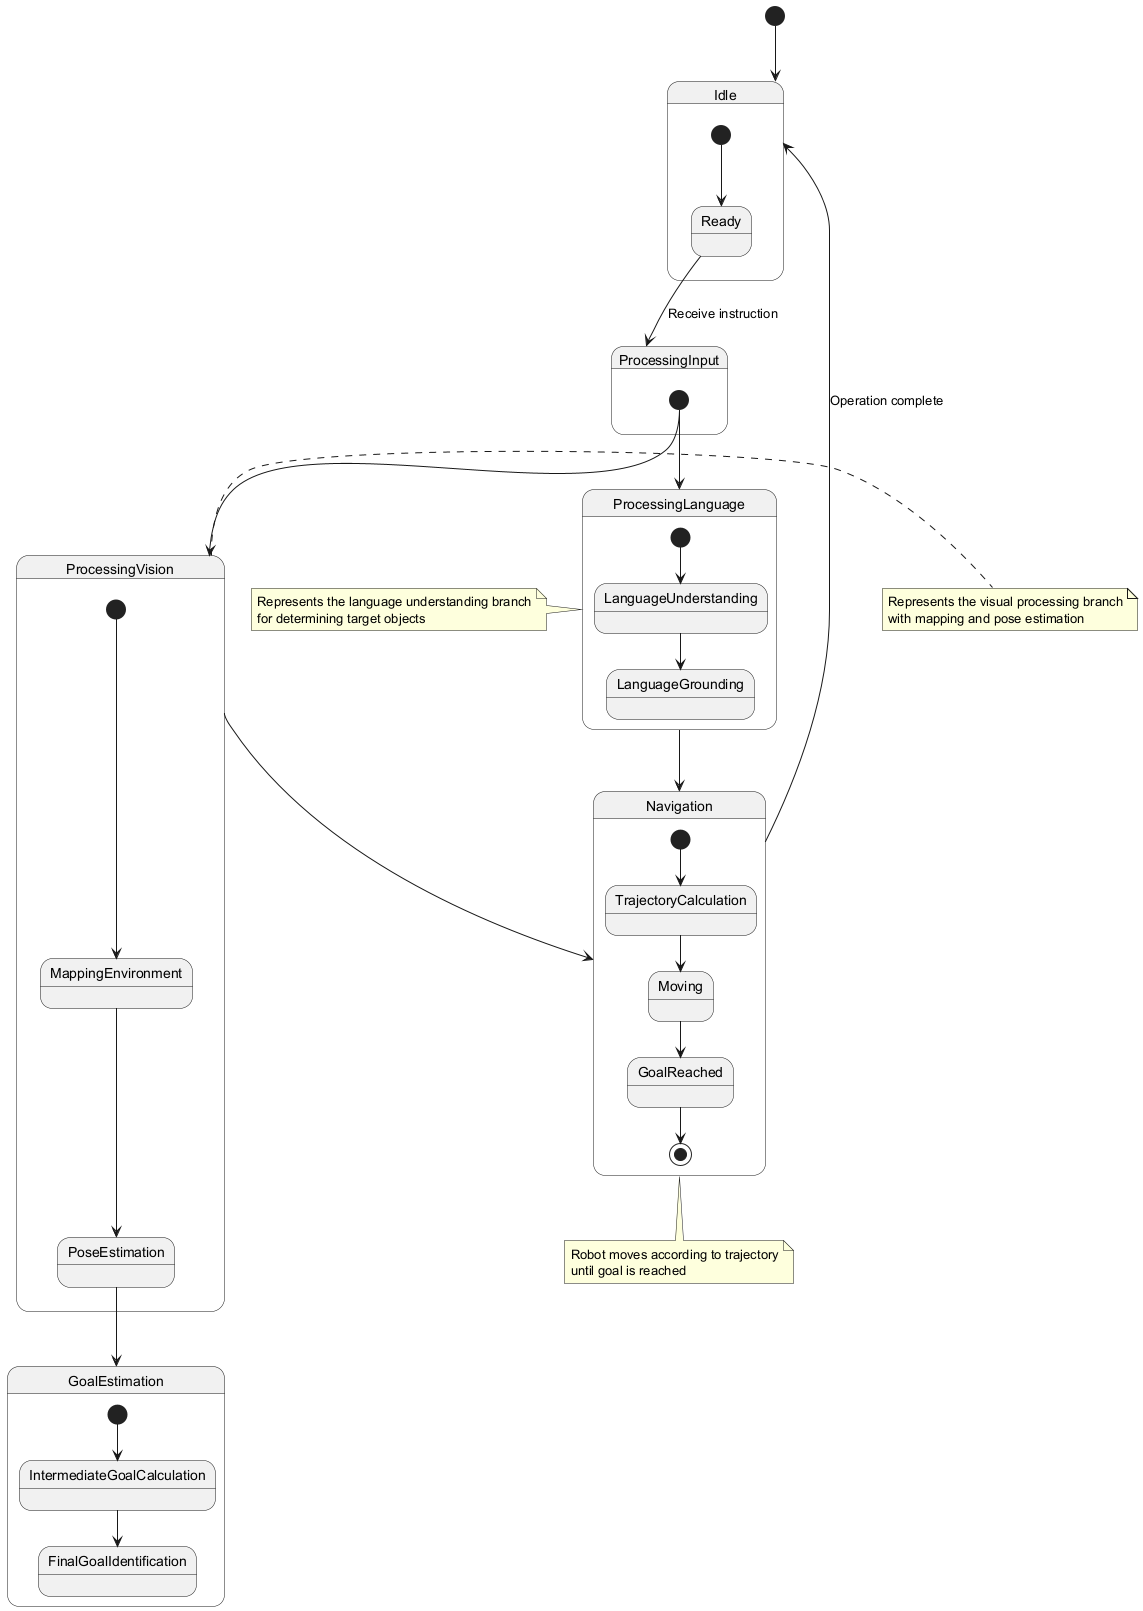 Idle
Ready
Receive instruction
ProcessingInput
Operation complete
ProcessingLanguage
ProcessingVision
LanguageUnderstanding
Represents the language understanding branch
for determining target objects
Represents the visual processing branch
with mapping and pose estimation
LanguageGrounding
Navigation
TrajectoryCalculation
MappingEnvironment
Moving
GoalReached
PoseEstimation
Robot moves according to trajectory
until goal is reached
GoalEstimation
IntermediateGoalCalculation
FinalGoalIdentification